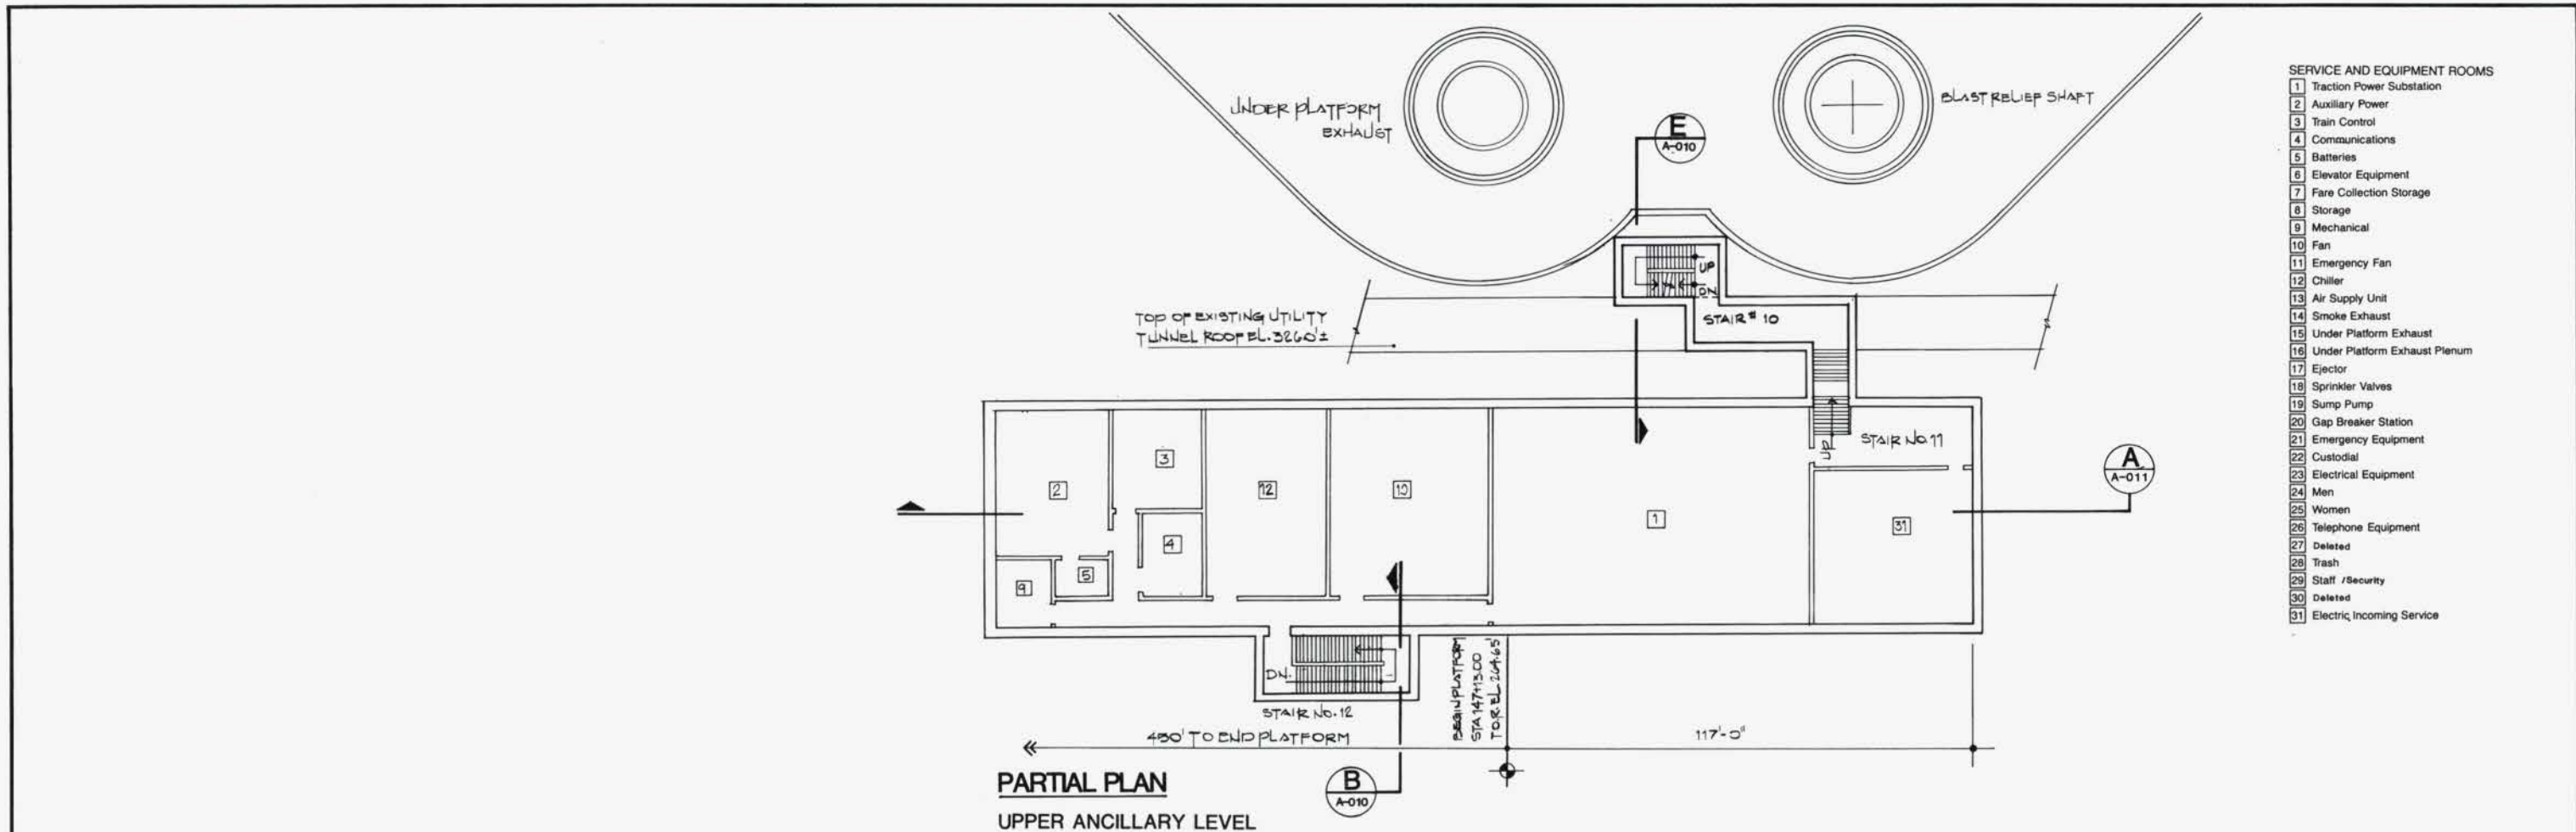 UNDER PLATFORM
EXHAUST
BLAST RELIEF SHAFT
E
A-010
UP
DN
STAIR # 10
TOP OF EXISTING UTILITY
TUNNEL ROOF EL. 3260'±
UP
STAIR No. 11
A
A-011
2
3
12
10
1
31
4
5
9
DN.
STAIR No. 12
BEGIN PLATFORM
STA 147+13.00
T.O.R. EL. 264.65'
450' TO END PLATFORM
117'-0"
B
A-010
PARTIAL PLAN
UPPER ANCILLARY LEVEL
SERVICE AND EQUIPMENT ROOMS
1 Traction Power Substation
2 Auxiliary Power
3 Train Control
4 Communications
5 Batteries
6 Elevator Equipment
7 Fare Collection Storage
8 Storage
9 Mechanical
10 Fan
11 Emergency Fan
12 Chiller
13 Air Supply Unit
14 Smoke Exhaust
15 Under Platform Exhaust
16 Under Platform Exhaust Plenum
17 Ejector
18 Sprinkler Valves
19 Sump Pump
20 Gap Breaker Station
21 Emergency Equipment
22 Custodial
23 Electrical Equipment
24 Men
25 Women
26 Telephone Equipment
27 Deleted
28 Trash
29 Staff /Security
30 Deleted
31 Electric Incoming Service